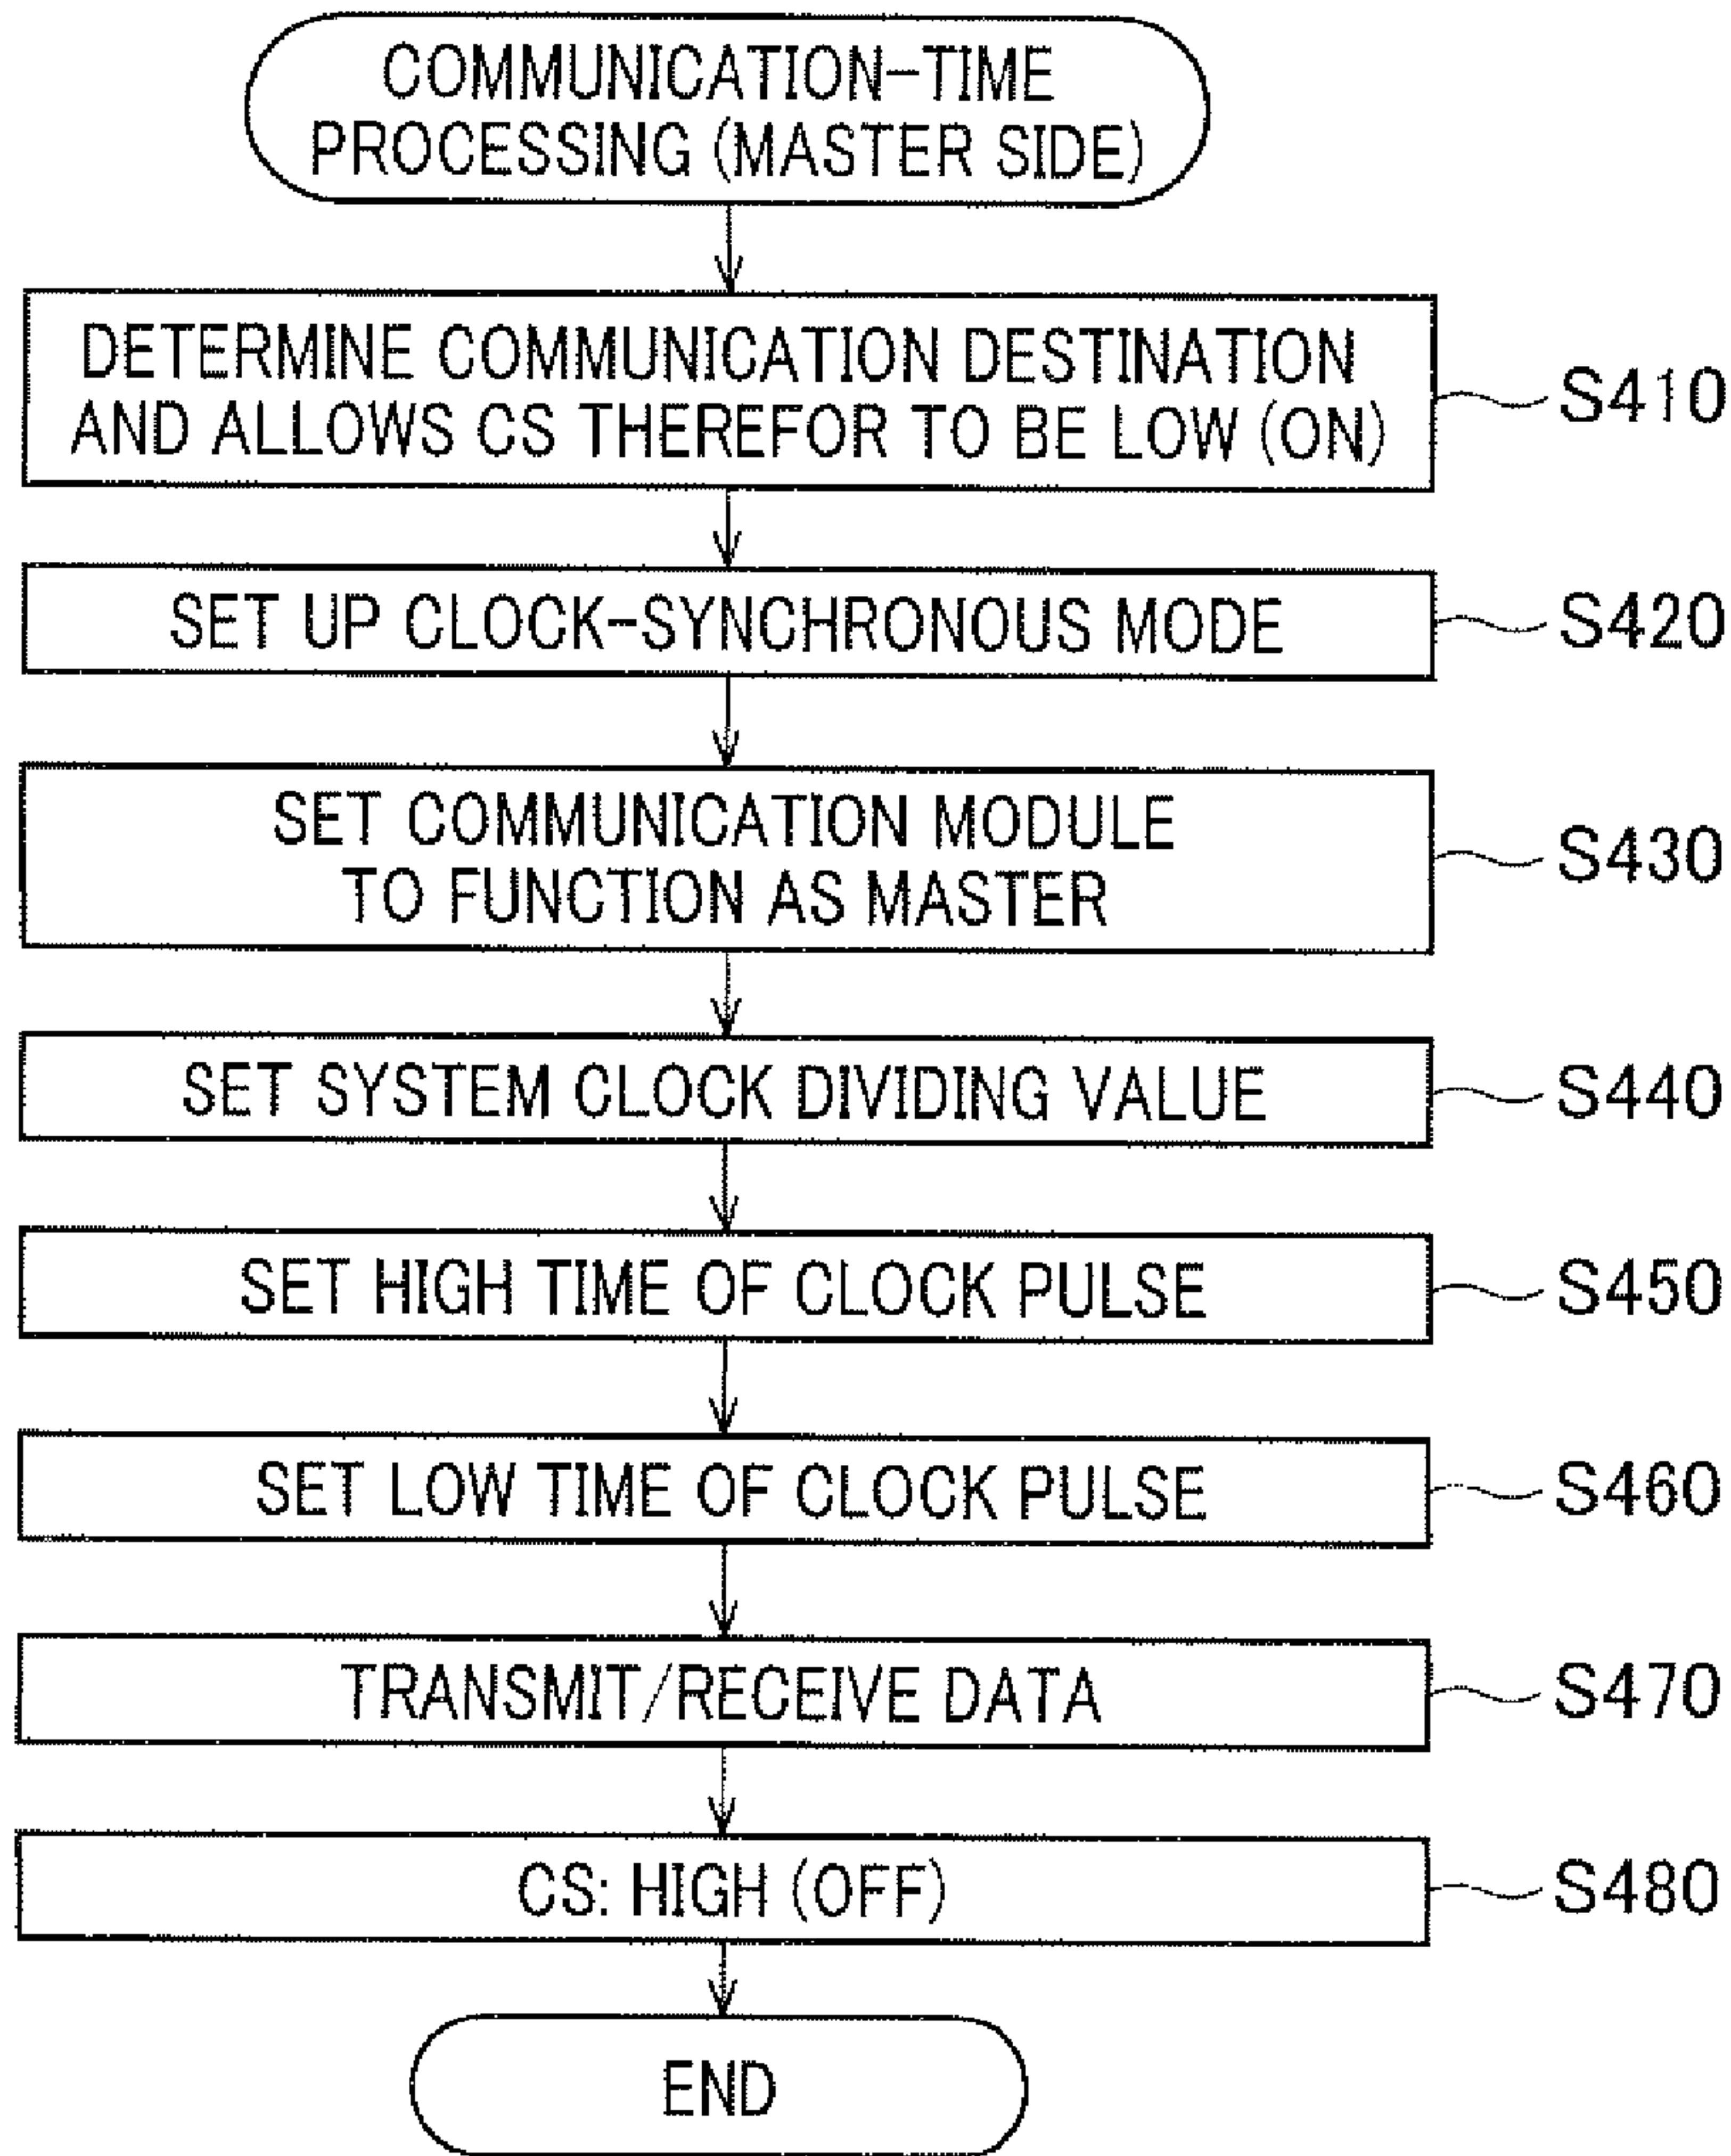 COMMUNICATION-TIME
PROCESSING (MASTER SIDE)
DETERMINE COMMUNICATION DESTINATION
AND ALLOWS CS THEREFOR TO BE LOW (ON)
S410
SET UP CLOCK-SYNCHRONOUS MODE
S420
SET COMMUNICATION MODULE
TO FUNCTION AS MASTER
S430
SET SYSTEM CLOCK DIVIDING VALUE
S440
SET HIGH TIME OF CLOCK PULSE
S450
SET LOW TIME OF CLOCK PULSE
S460
TRANSMIT/RECEIVE DATA
S470
CS: HIGH (OFF)
S480
END